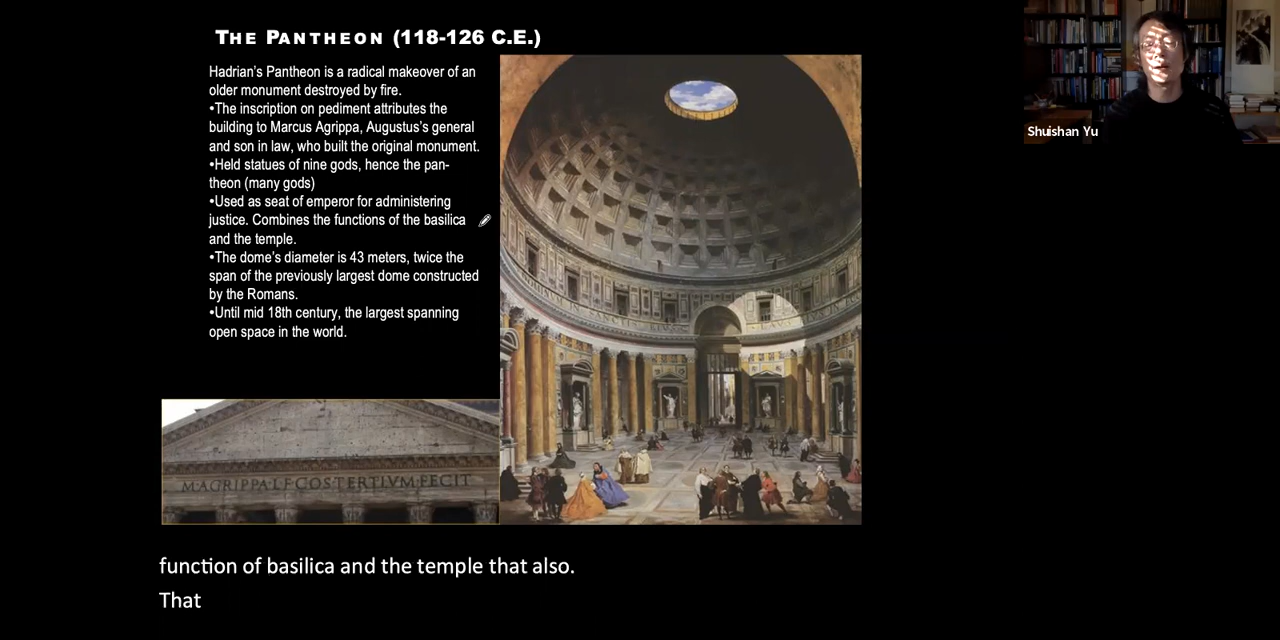 THE PANTHEON (118-126 C.E.)
Hadrian's Pantheon is a radical makeover of an
older monument destroyed by fire.
•The inscription on pediment attributes the
building to Marcus Agrippa, Augustus's general
and son in law, who built the original monument.
•Held statues of nine gods, hence the pan-
theon (many gods)
•Used as seat of emperor for administering
justice. Combines the functions of the basilica
and the temple.
•The dome's diameter is 43 meters, twice the
span of the previously largest dome constructed
by the Romans.
•Until mid 18th century, the largest spanning
open space in the world.
M·AGRIPPA·L·F·COS·TERTIVM·FECIT
function of basilica and the temple that also.
That
Shuishan Yu